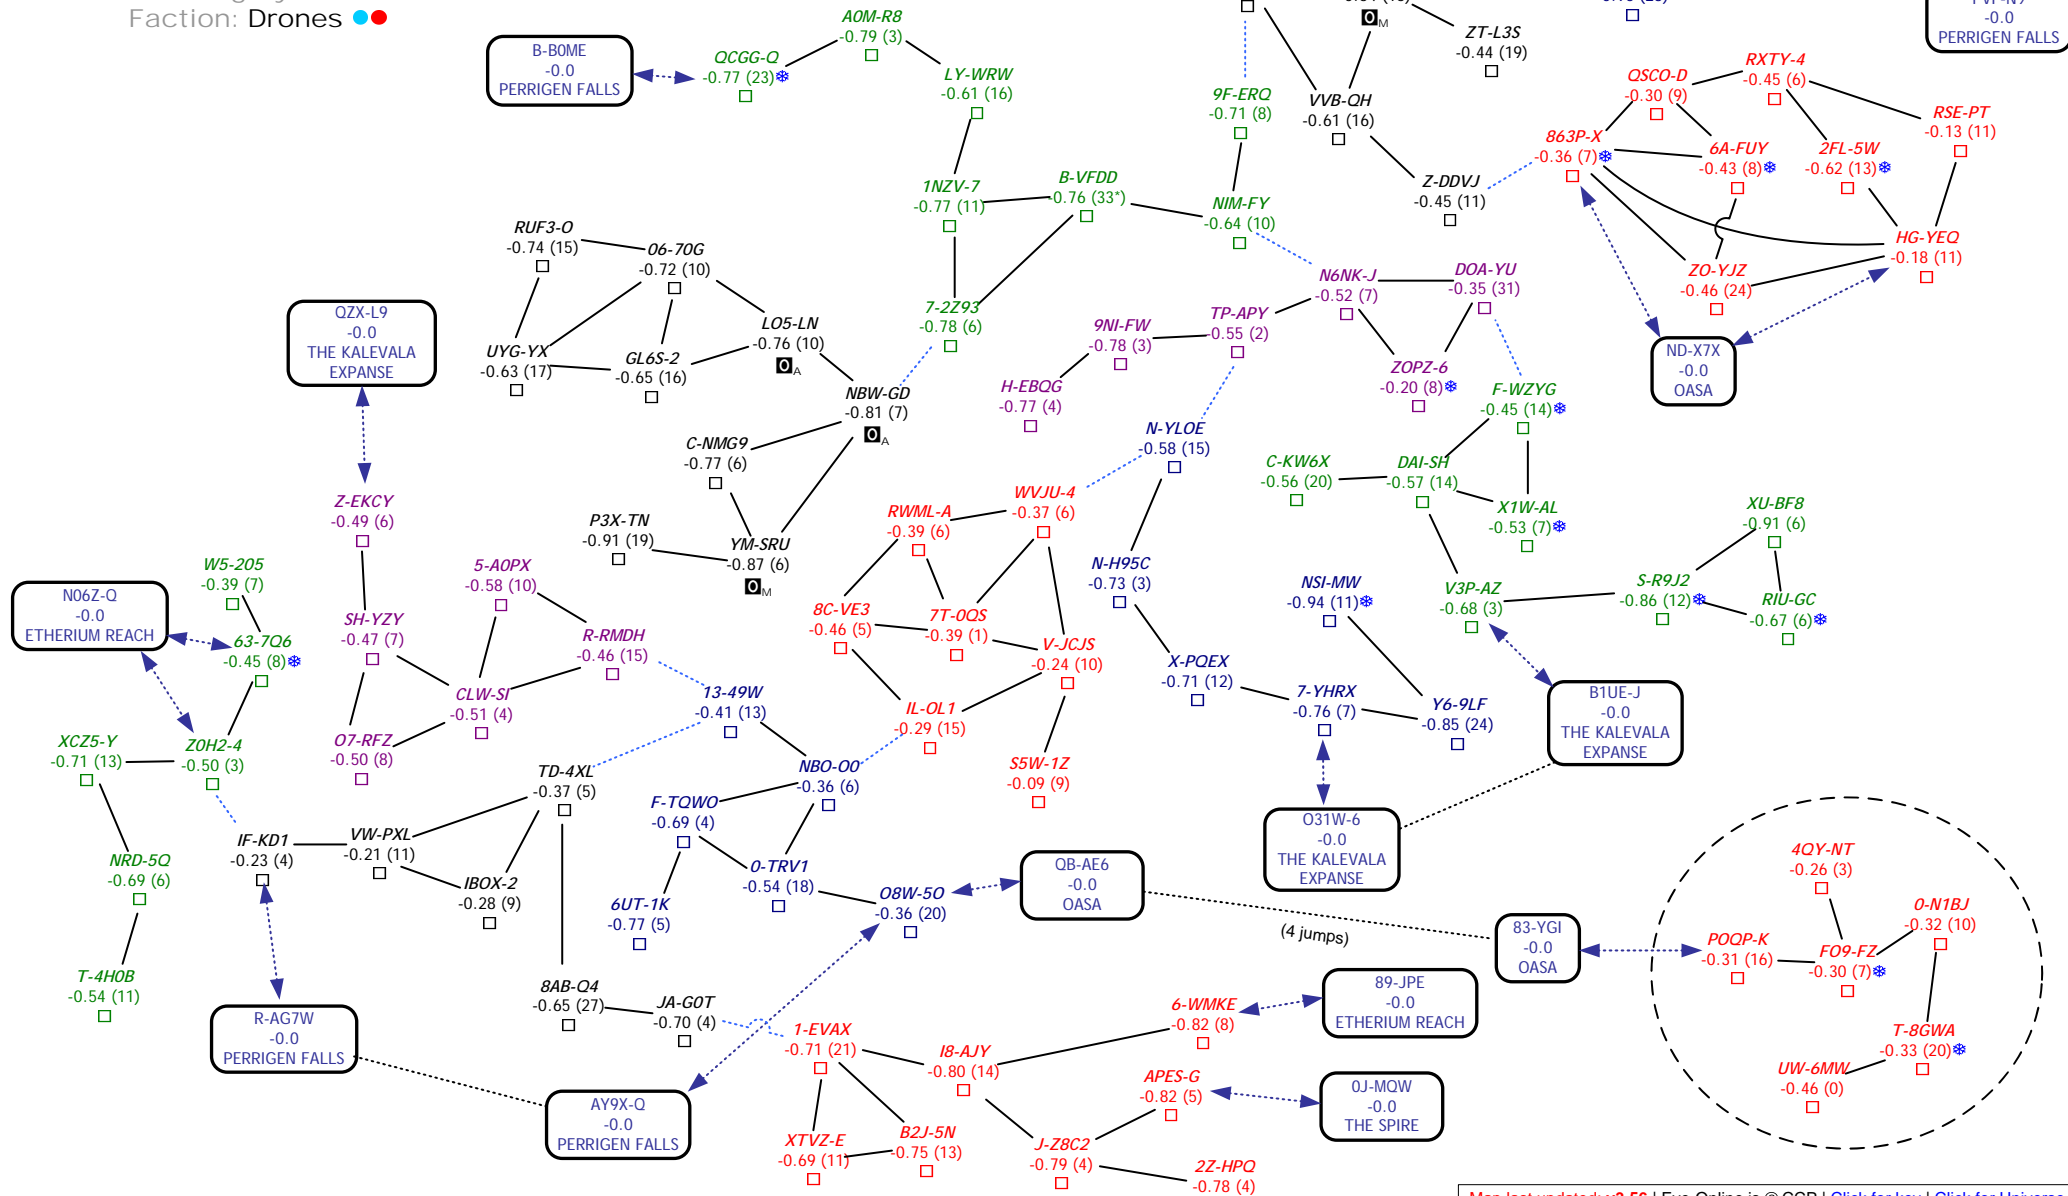 Faction: Drones
B-B0ME
-0.0
PERRIGEN FALLS
QCGG-Q
-0.77 (23)
A0M-R8
-0.79 (3)
LY-WRW
-0.61 (16)
9F-ERQ
-0.71 (8)
VVB-QH
-0.61 (16)
0M
ZT-L3S
-0.44 (19)
-0.0
PERRIGEN FALLS
QSCO-D
-0.30 (9)
RXTY-4
-0.45 (6)
RSE-PT
-0.13 (11)
863P-X
-0.36 (7)
6A-FUY
-0.43 (8)
2FL-5W
-0.62 (13)
Z-DDVJ
-0.45 (11)
HG-YEQ
-0.18 (11)
ZO-YJZ
-0.46 (24)
ND-X7X
-0.0
OASA
1NZV-7
-0.77 (11)
B-VFDD
-0.76 (33*)
NIM-FY
-0.64 (10)
RUF3-O
-0.74 (15)
06-70G
-0.72 (10)
N6NK-J
-0.52 (7)
DOA-YU
-0.35 (31)
QZX-L9
-0.0
THE KALEVALA
EXPANSE
LO5-LN
-0.76 (10)
0A
7-2Z93
-0.78 (6)
9NI-FW
-0.78 (3)
TP-APY
-0.55 (2)
UYG-YX
-0.63 (17)
GL6S-2
-0.65 (16)
ZOPZ-6
-0.20 (8)
H-EBQG
-0.77 (4)
NBW-GD
-0.81 (7)
0A
F-WZYG
-0.45 (14)
C-NMG9
-0.77 (6)
N-YLOE
-0.58 (15)
C-KW6X
-0.56 (20)
DAI-SH
-0.57 (14)
Z-EKCY
-0.49 (6)
P3X-TN
-0.91 (19)
YM-SRU
-0.87 (6)
0M
RWML-A
-0.39 (6)
WVJU-4
-0.37 (6)
X1W-AL
-0.53 (7)
XU-BF8
-0.91 (6)
W5-205
-0.39 (7)
5-A0PX
-0.58 (10)
N-H95C
-0.73 (3)
NSI-MW
-0.94 (11)
V3P-AZ
-0.68 (3)
S-R9J2
-0.86 (12)
RIU-GC
-0.67 (6)
N06Z-Q
-0.0
ETHERIUM REACH
63-7Q6
-0.45 (8)
SH-YZY
-0.47 (7)
R-RMDH
-0.46 (15)
8C-VE3
-0.46 (5)
7T-0QS
-0.39 (1)
V-JCJS
-0.24 (10)
X-PQEX
-0.71 (12)
7-YHRX
-0.76 (7)
Y6-9LF
-0.85 (24)
B1UE-J
-0.0
THE KALEVALA
EXPANSE
CLW-SI
-0.51 (4)
13-49W
-0.41 (13)
IL-OL1
-0.29 (15)
XCZ5-Y
-0.71 (13)
Z0H2-4
-0.50 (3)
O7-RFZ
-0.50 (8)
TD-4XL
-0.37 (5)
NBO-O0
-0.36 (6)
S5W-1Z
-0.09 (9)
F-TQWO
-0.69 (4)
O31W-6
-0.0
THE KALEVALA
EXPANSE
IF-KD1
-0.23 (4)
VW-PXL
-0.21 (11)
NRD-5Q
-0.69 (6)
IBOX-2
-0.28 (9)
0-TRV1
-0.54 (18)
6UT-1K
-0.77 (5)
O8W-5O
-0.36 (20)
QB-AE6
-0.0
OASA
(4 jumps)
83-YGI
-0.0
OASA
4QY-NT
-0.26 (3)
0-N1BJ
-0.32 (10)
POQP-K
-0.31 (16)
FO9-FZ
-0.30 (7)
T-4H0B
-0.54 (11)
8AB-Q4
-0.65 (27)
JA-G0T
-0.70 (4)
R-AG7W
-0.0
PERRIGEN FALLS
1-EVAX
-0.71 (21)
I8-AJY
-0.80 (14)
6-WMKE
-0.82 (8)
89-JPE
-0.0
ETHERIUM REACH
T-8GWA
-0.33 (20)
UW-6MW
-0.46 (0)
AY9X-Q
-0.0
PERRIGEN FALLS
APES-G
-0.82 (5)
0J-MQW
-0.0
THE SPIRE
XTVZ-E
-0.69 (11)
B2J-5N
-0.75 (13)
J-Z8C2
-0.79 (4)
2Z-HPQ
-0.78 (4)